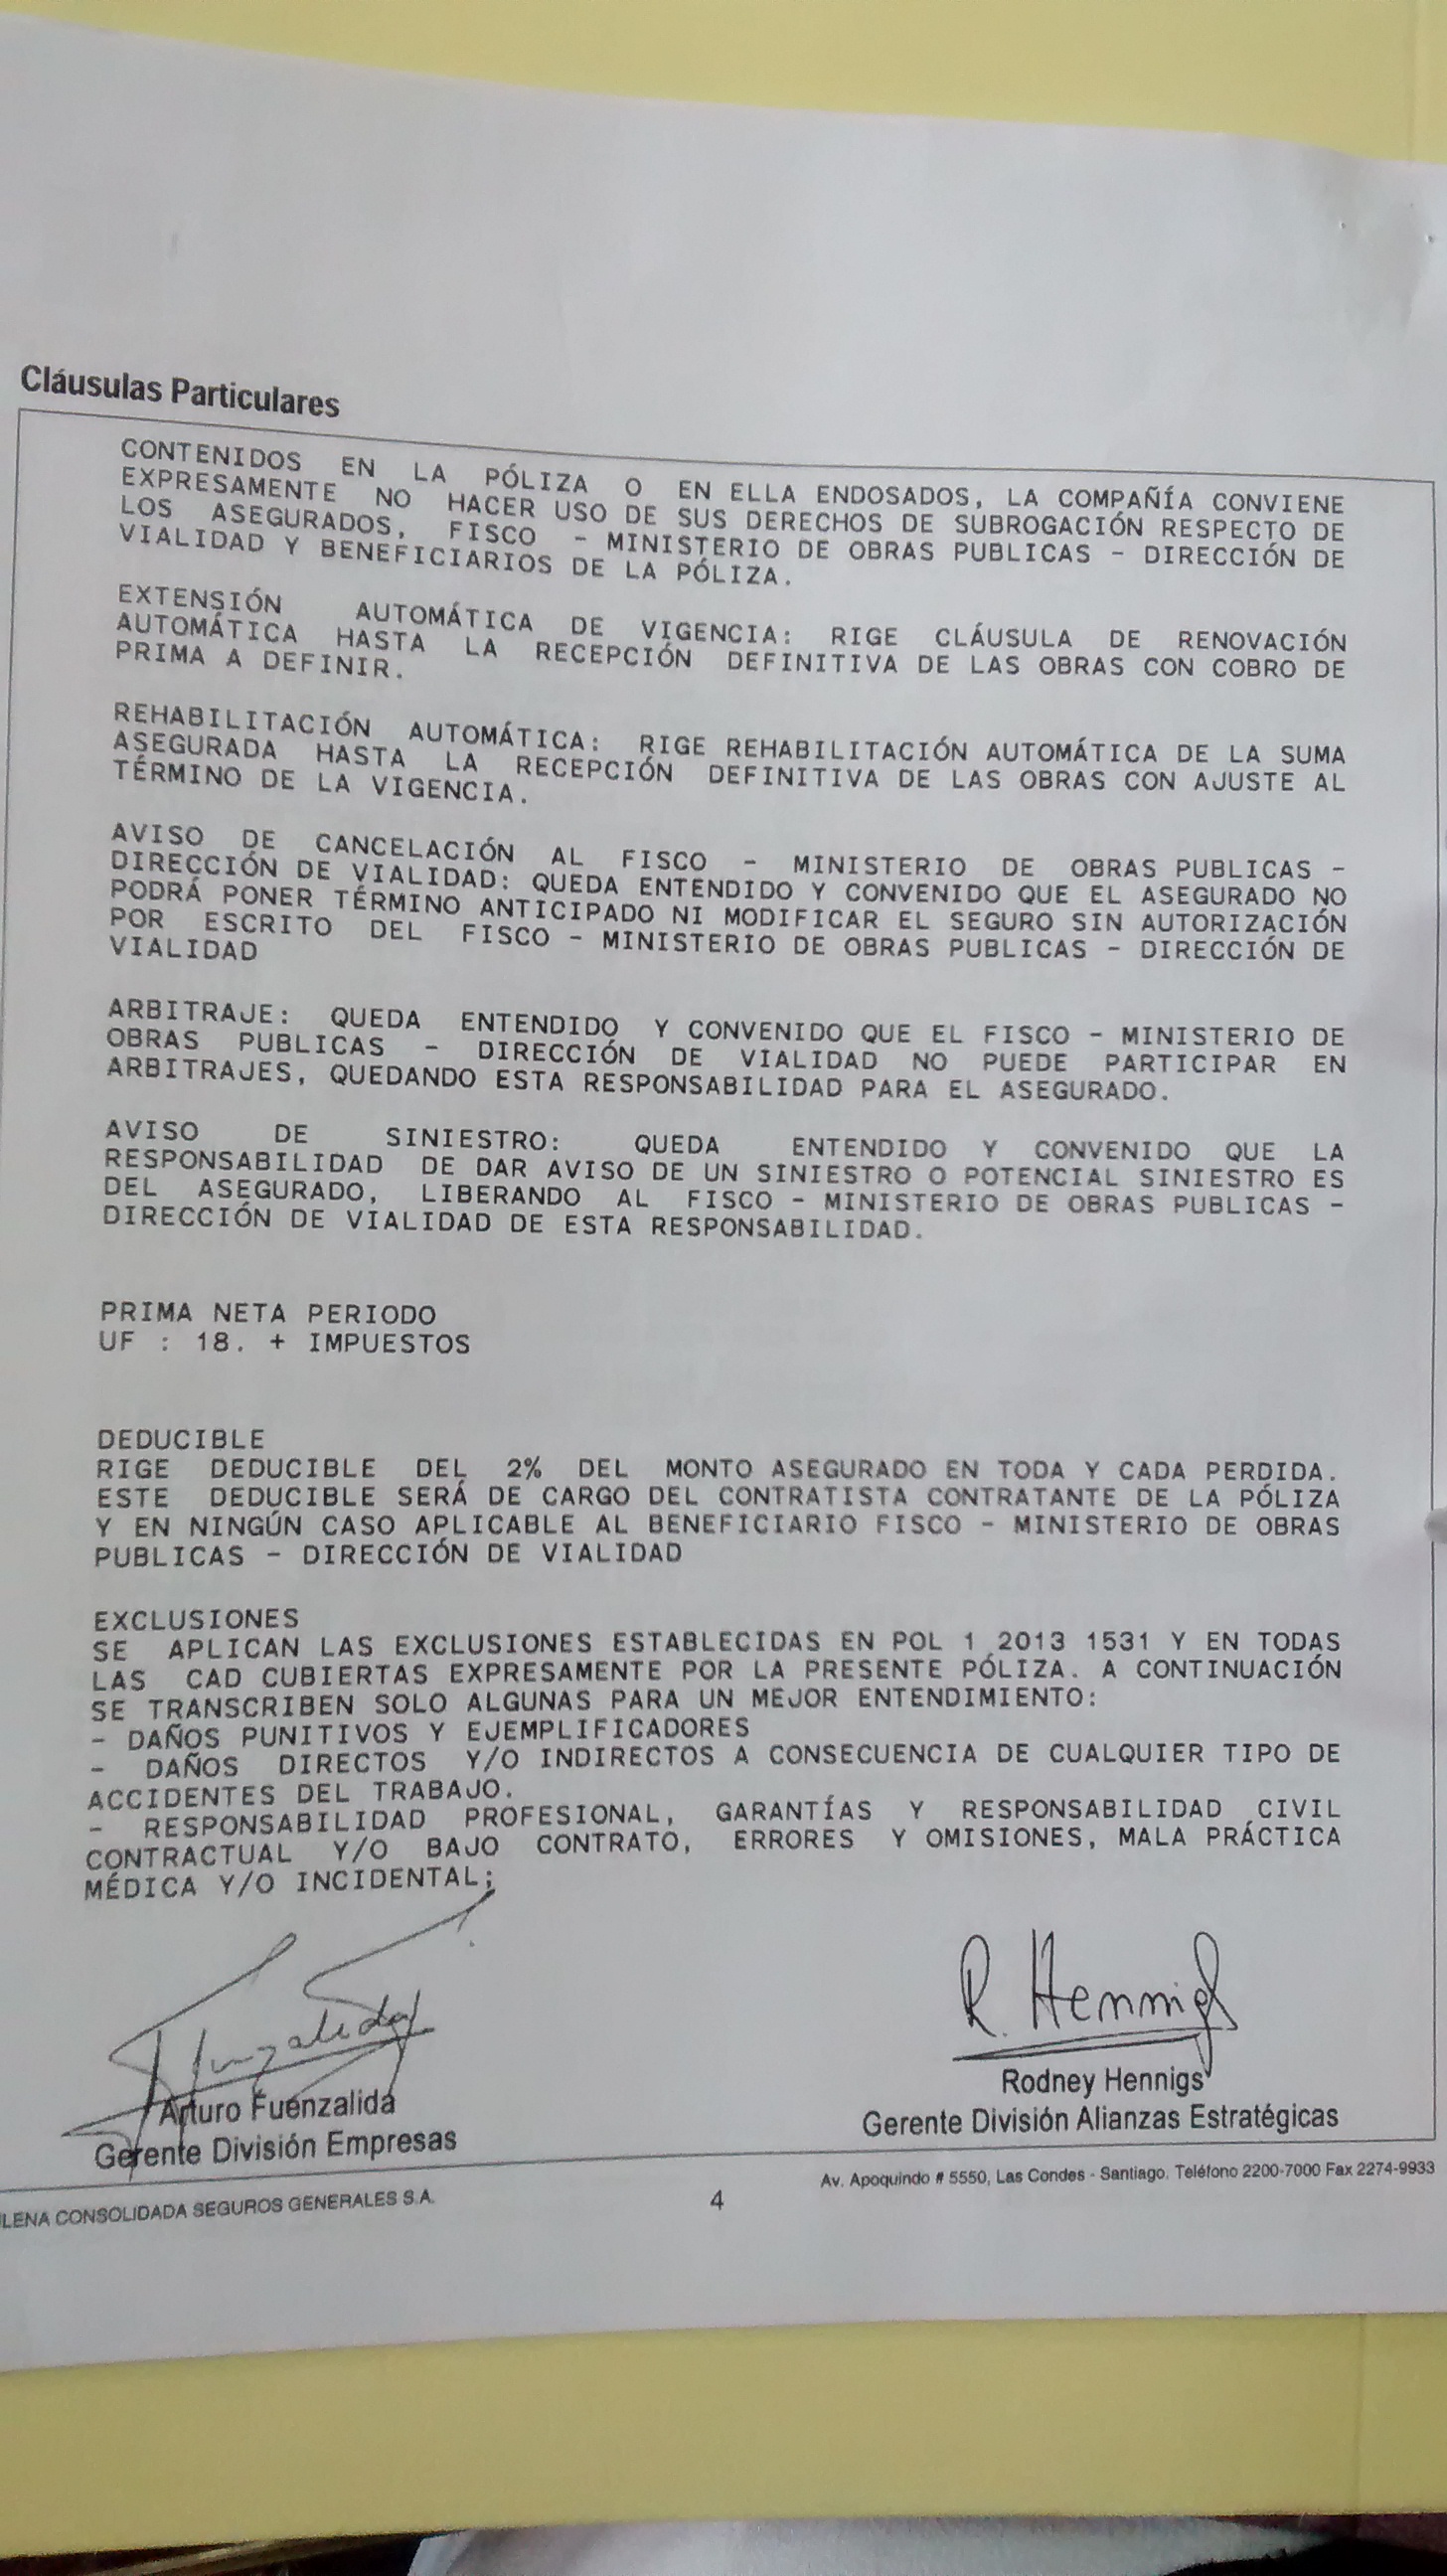 Cláusulas Particulares
CONTENIDOS EN LA PÓLIZA O EN ELLA ENDOSADOS, LA COMPAÑÍA CONVIENE
EXPRESAMENTE NO HACER USO DE SUS DERECHOS DE SUBROGACIÓN RESPECTO DE
LOS ASEGURADOS, FISCO - MINISTERIO DE OBRAS PUBLICAS - DIRECCIÓN DE
VIALIDAD Y BENEFICIARIOS DE LA PÓLIZA.
EXTENSIÓN AUTOMÁTICA DE VIGENCIA: RIGE CLÁUSULA DE RENOVACIÓN
AUTOMÁTICA HASTA LA RECEPCIÓN DEFINITIVA DE LAS OBRAS CON COBRO DE
PRIMA A DEFINIR.
REHABILITACIÓN AUTOMÁTICA: RIGE REHABILITACIÓN AUTOMÁTICA DE LA SUMA
ASEGURADA HASTA LA RECEPCIÓN DEFINITIVA DE LAS OBRAS CON AJUSTE AL
TÉRMINO DE LA VIGENCIA.
AVISO DE CANCELACIÓN AL FISCO - MINISTERIO DE OBRAS PUBLICAS -
DIRECCIÓN DE VIALIDAD: QUEDA ENTENDIDO Y CONVENIDO QUE EL ASEGURADO NO
PODRÁ PONER TÉRMINO ANTICIPADO NI MODIFICAR EL SEGURO SIN AUTORIZACIÓN
POR ESCRITO DEL FISCO - MINISTERIO DE OBRAS PUBLICAS - DIRECCIÓN DE
VIALIDAD
ARBITRAJE: QUEDA ENTENDIDO Y CONVENIDO QUE EL FISCO - MINISTERIO DE
OBRAS PUBLICAS - DIRECCIÓN DE VIALIDAD NO PUEDE PARTICIPAR EN
ARBITRAJES, QUEDANDO ESTA RESPONSABILIDAD PARA EL ASEGURADO.
AVISO DE SINIESTRO: QUEDA ENTENDIDO Y CONVENIDO QUE LA
RESPONSABILIDAD DE DAR AVISO DE UN SINIESTRO O POTENCIAL SINIESTRO ES
DEL ASEGURADO, LIBERANDO AL FISCO - MINISTERIO DE OBRAS PUBLICAS -
DIRECCIÓN DE VIALIDAD DE ESTA RESPONSABILIDAD.
PRIMA NETA PERIODO
UF : 18. + IMPUESTOS
DEDUCIBLE
RIGE DEDUCIBLE DEL 2% DEL MONTO ASEGURADO EN TODA Y CADA PERDIDA.
ESTE DEDUCIBLE SERÁ DE CARGO DEL CONTRATISTA CONTRATANTE DE LA PÓLIZA
Y EN NINGÚN CASO APLICABLE AL BENEFICIARIO FISCO - MINISTERIO DE OBRAS
PUBLICAS - DIRECCIÓN DE VIALIDAD
EXCLUSIONES
SE APLICAN LAS EXCLUSIONES ESTABLECIDAS EN POL 1 2013 1531 Y EN TODAS
LAS CAD CUBIERTAS EXPRESAMENTE POR LA PRESENTE PÓLIZA. A CONTINUACIÓN
SE TRANSCRIBEN SOLO ALGUNAS PARA UN MEJOR ENTENDIMIENTO:
- DAÑOS PUNITIVOS Y EJEMPLIFICADORES
- DAÑOS DIRECTOS Y/O INDIRECTOS A CONSECUENCIA DE CUALQUIER TIPO DE
ACCIDENTES DEL TRABAJO.
- RESPONSABILIDAD PROFESIONAL, GARANTÍAS Y RESPONSABILIDAD CIVIL
CONTRACTUAL Y/O BAJO CONTRATO, ERRORES Y OMISIONES, MALA PRÁCTICA
MÉDICA Y/O INCIDENTAL;
Fuenzalida
Arturo Fuenzalida
Gerente División Empresas
R. Hennigs
Rodney Hennigs
Gerente División Alianzas Estratégicas
LENA CONSOLIDADA SEGUROS GENERALES S.A.
4
Av. Apoquindo # 5550, Las Condes - Santiago. Teléfono 2200-7000 Fax 2274-9933